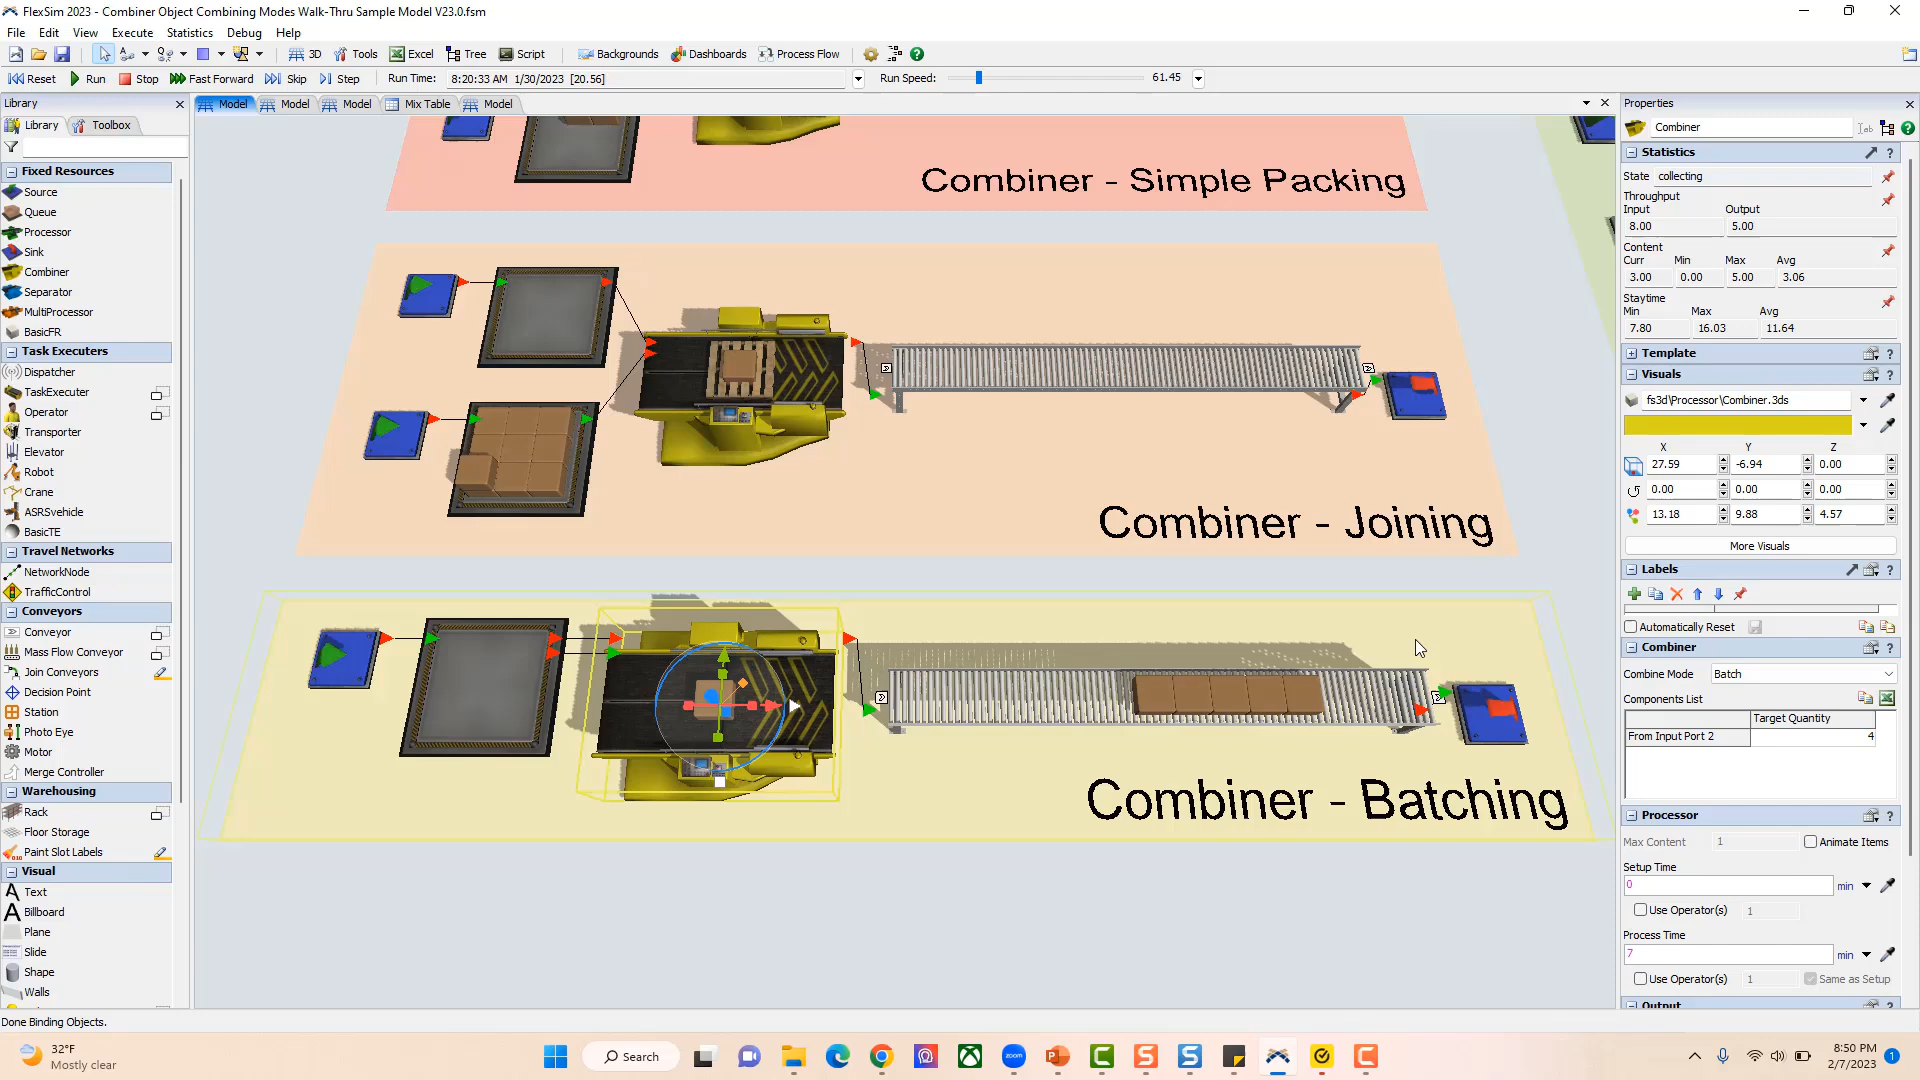 FlexSim 2023 - Combiner Object Combining Modes Walk-Thru Sample Model V23.0.fsm
File Edit View Execute Statistics Debug Help
3D Tools Excel Tree Script Backgrounds Dashboards Process Flow
Reset Run Stop Fast Forward Skip Step Run Time: 8:20:33 AM 1/30/2023 [20.56] Run Speed: 61.45
Library
Library Toolbox
Fixed Resources
Source
Queue
Processor
Sink
Combiner
Separator
MultiProcessor
BasicFR
Task Executers
Dispatcher
TaskExecuter
Operator
Transporter
Elevator
Robot
Crane
ASRSvehicle
BasicTE
Travel Networks
NetworkNode
TrafficControl
Conveyors
Conveyor
Mass Flow Conveyor
Join Conveyors
Decision Point
Station
Photo Eye
Motor
Merge Controller
Warehousing
Rack
Floor Storage
Paint Slot Labels
Visual
Text
Billboard
Plane
Slide
Shape
Walls
Model Model Model Mix Table Model
Combiner - Simple Packing
Combiner - Joining
Combiner - Batching
Properties
Combiner
Statistics
State collecting
Throughput
Input Output
8.00 5.00
Content
Curr Min Max Avg
3.00 0.00 5.00 3.06
Staytime
Min Max Avg
7.80 16.03 11.64
Template
Visuals
fs3d\Processor\Combiner.3ds
X Y Z
27.59 -6.94 0.00
0.00 0.00 0.00
13.18 9.88 4.57
More Visuals
Labels
Automatically Reset
Combiner
Combine Mode Batch
Components List
Target Quantity
From Input Port 2 4
Processor
Max Content 1 Animate Items
Setup Time
0 min
Use Operator(s) 1
Process Time
7 min
Use Operator(s) 1 Same as Setup
Output
Done Binding Objects.
32°F
Mostly clear
Search
zoom
8:50 PM
2/7/2023
1